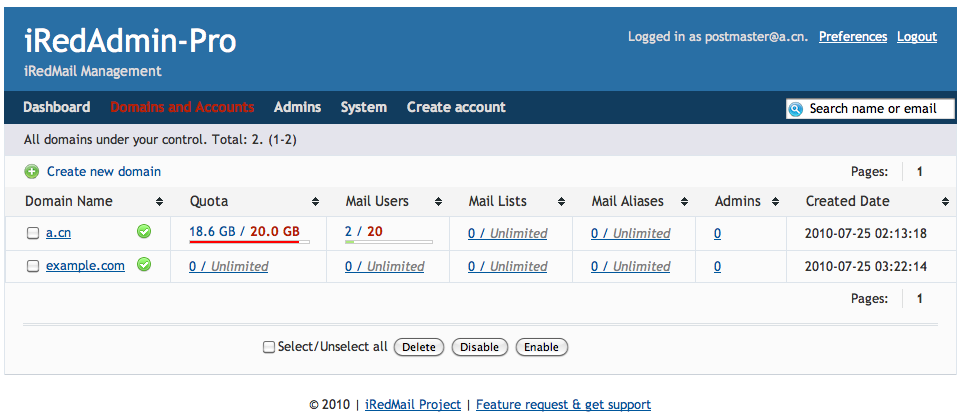 iRedAdmin-Pro
Logged in as postmaster@a.cn. Preferences Logout
iRedMail Management
Dashboard Domains and Accounts Admins System Create account Search name or email
All domains under your control. Total: 2. (1-2)
Create new domain Pages: 1
Domain Name Quota Mail Users Mail Lists Mail Aliases Admins Created Date
a.cn 18.6 GB / 20.0 GB 2 / 20 0 / Unlimited 0 / Unlimited 0 2010-07-25 02:13:18
example.com 0 / Unlimited 0 / Unlimited 0 / Unlimited 0 / Unlimited 0 2010-07-25 03:22:14
Pages: 1
Select/Unselect all Delete Disable Enable
© 2010 | iRedMail Project | Feature request & get support